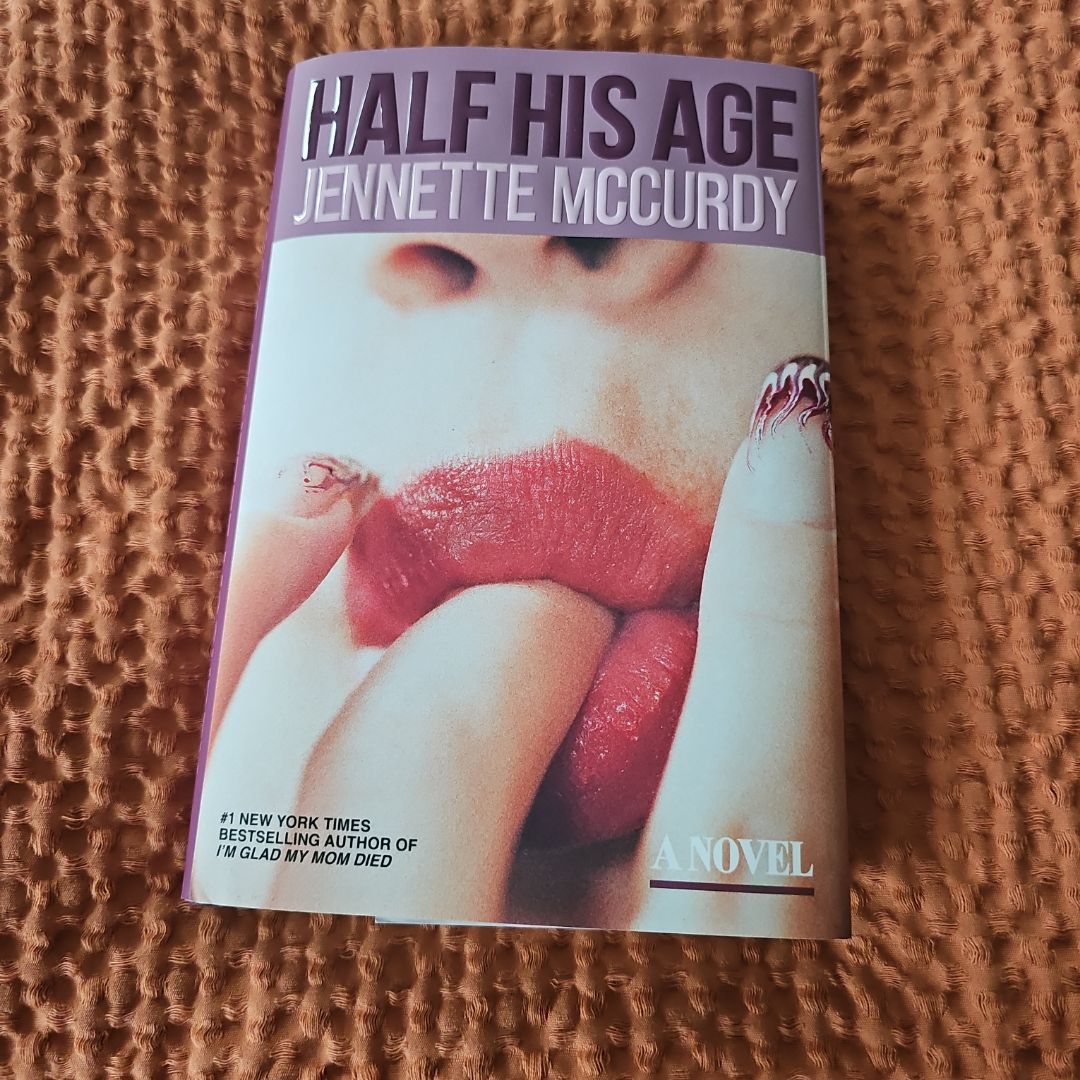 HALF HIS AGE
JENNETTE MCCURDY
#1 NEW YORK TIMES
BESTSELLING AUTHOR OF
I'M GLAD MY MOM DIED
A NOVEL